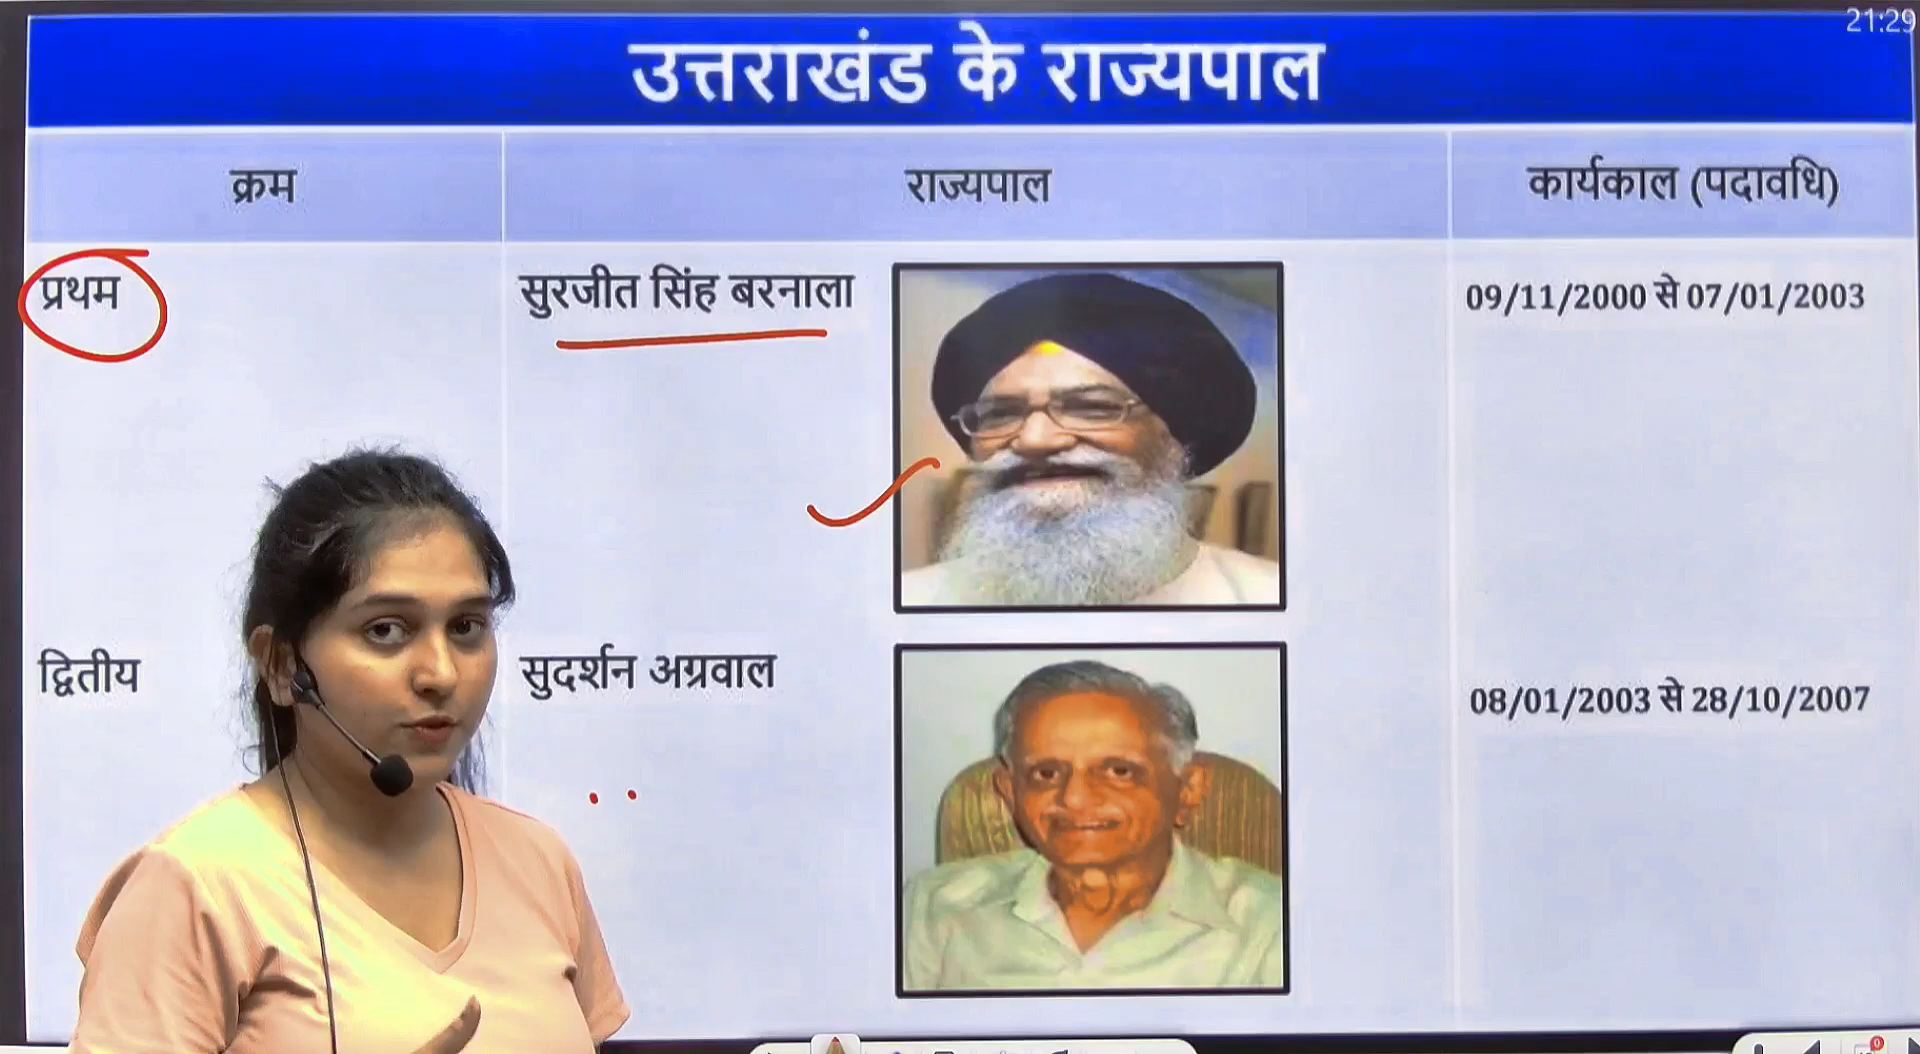 21:29
उत्तराखंड के राज्यपाल
क्रम राज्यपाल कार्यकाल (पदावधि)
प्रथम सुरजीत सिंह बरनाला 09/11/2000 से 07/01/2003
द्वितीय सुदर्शन अग्रवाल 08/01/2003 से 28/10/2007
0